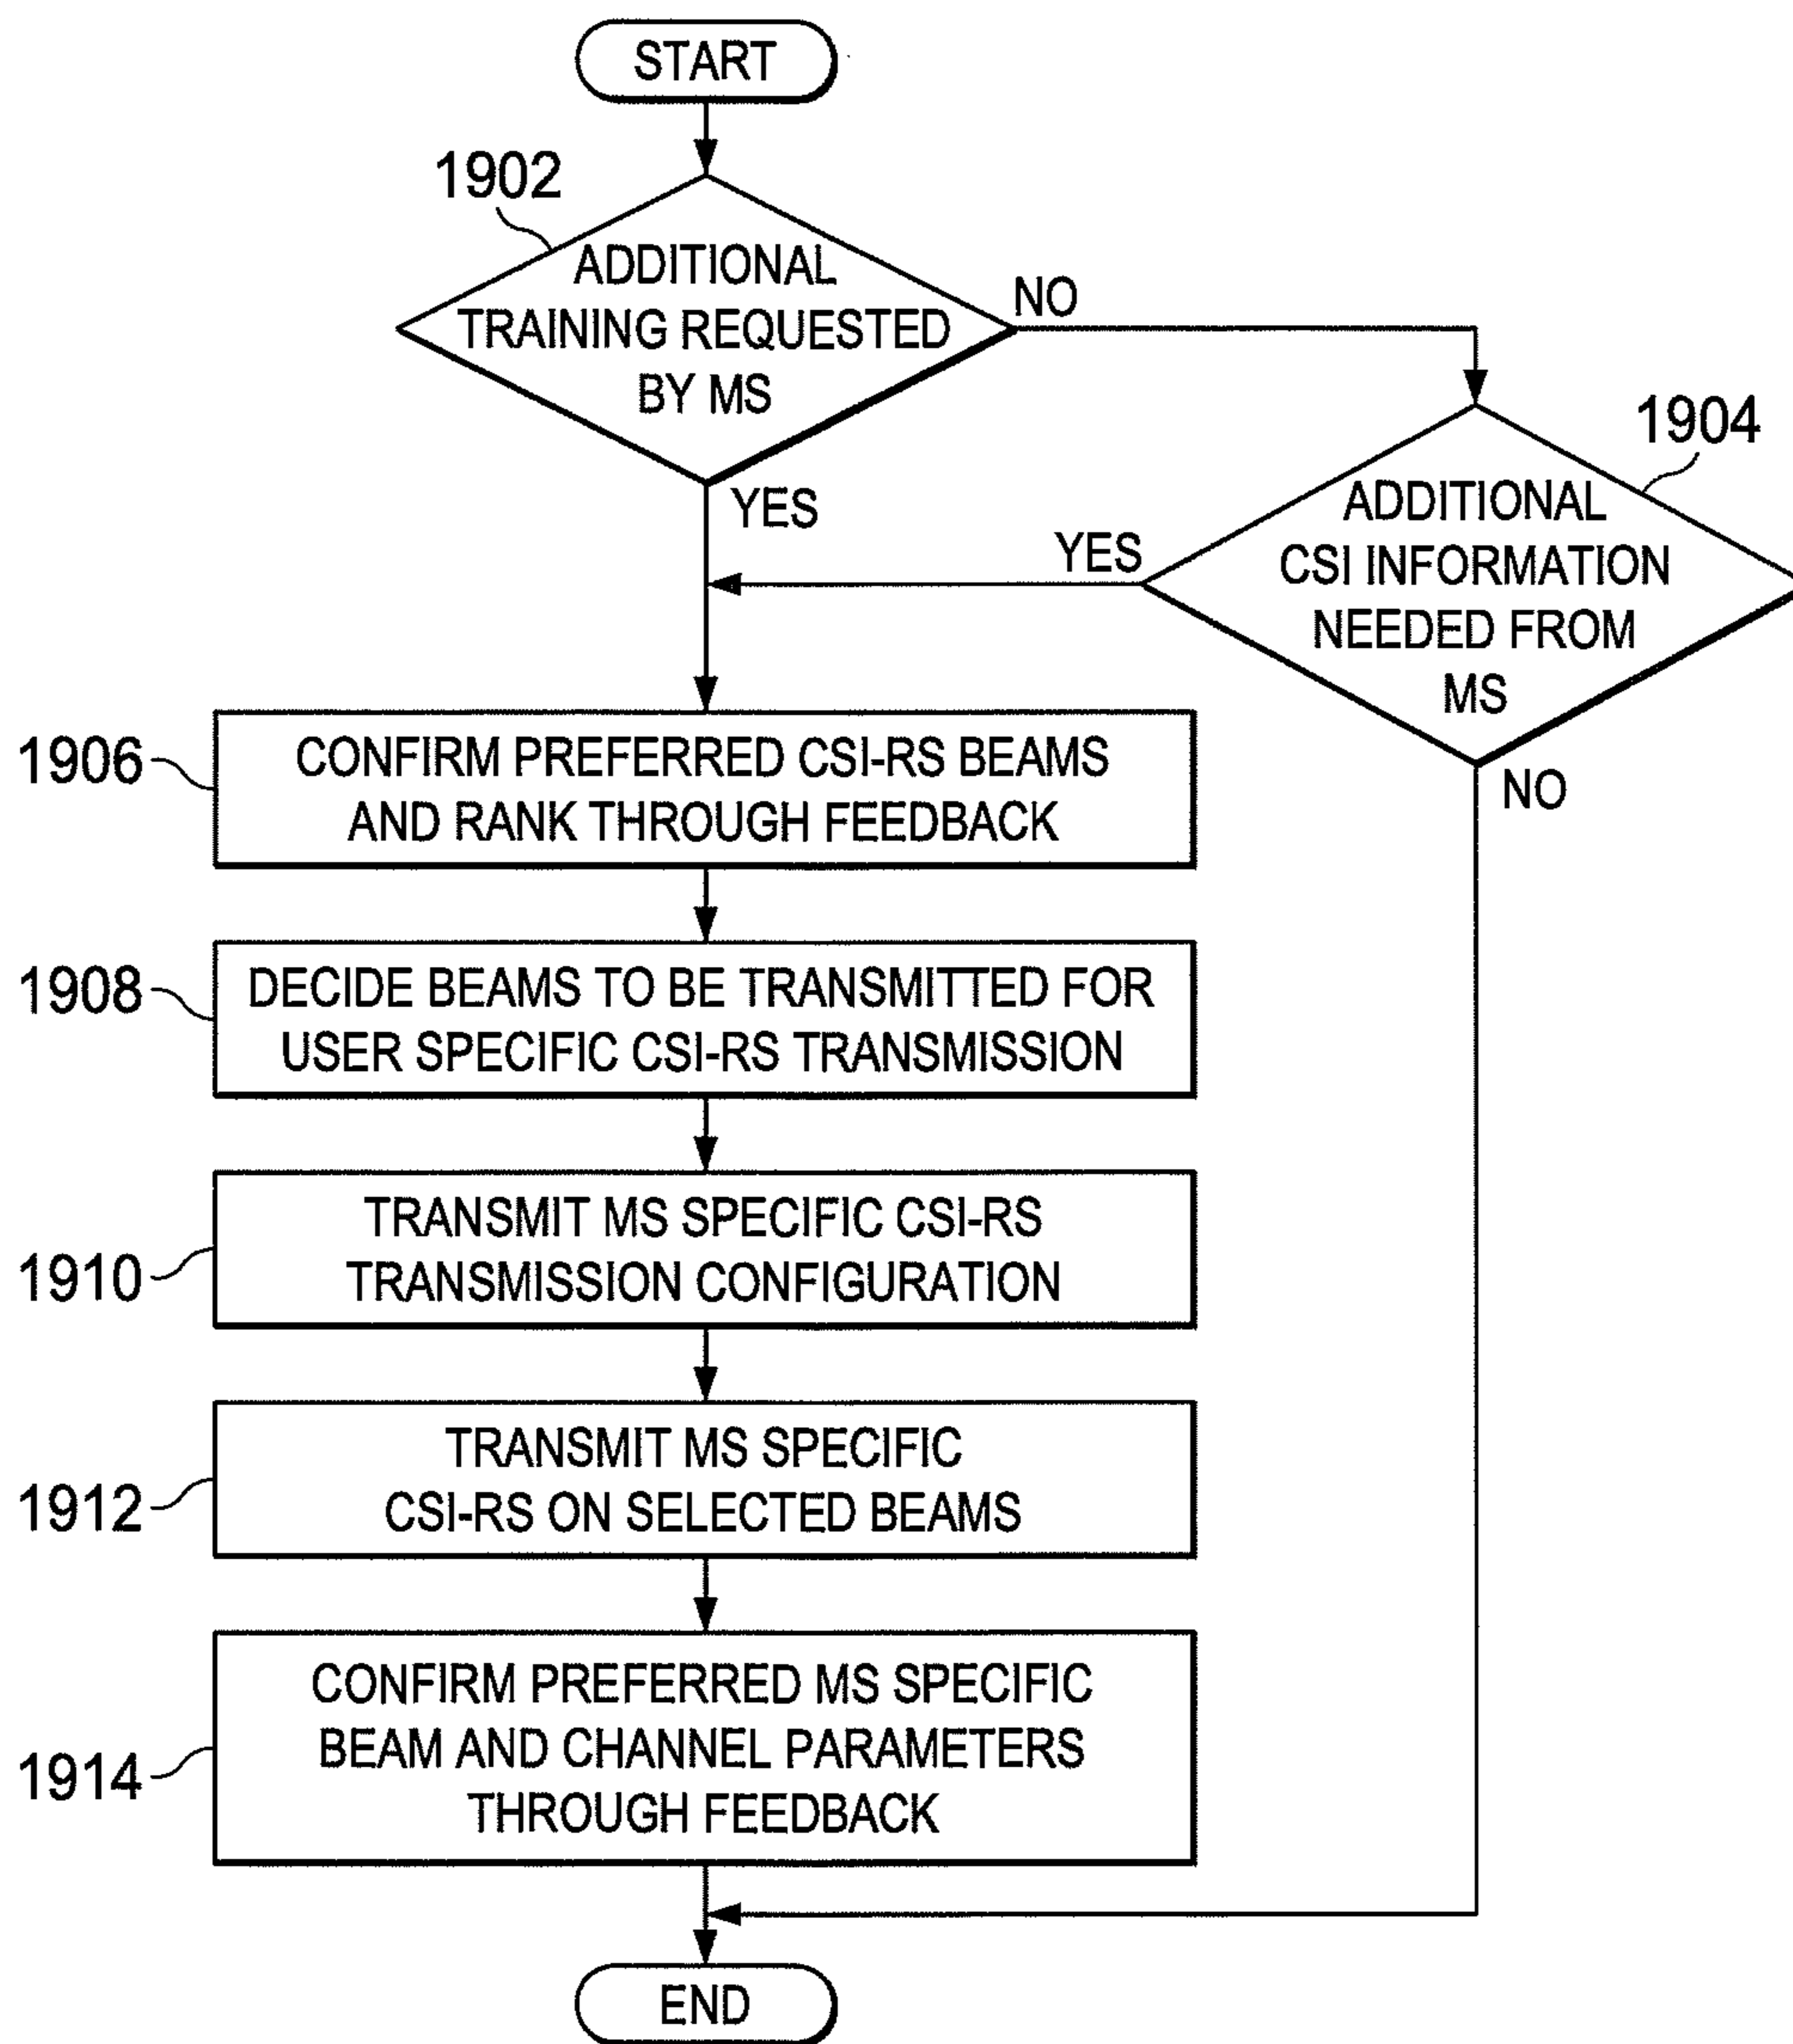 START
1902
ADDITIONAL
TRAINING REQUESTED
BY MS
NO
YES
1904
ADDITIONAL
CSI INFORMATION
NEEDED FROM
MS
YES
NO
1906
CONFIRM PREFERRED CSI-RS BEAMS
AND RANK THROUGH FEEDBACK
1908
DECIDE BEAMS TO BE TRANSMITTED FOR
USER SPECIFIC CSI-RS TRANSMISSION
1910
TRANSMIT MS SPECIFIC CSI-RS
TRANSMISSION CONFIGURATION
1912
TRANSMIT MS SPECIFIC
CSI-RS ON SELECTED BEAMS
1914
CONFIRM PREFERRED MS SPECIFIC
BEAM AND CHANNEL PARAMETERS
THROUGH FEEDBACK
END